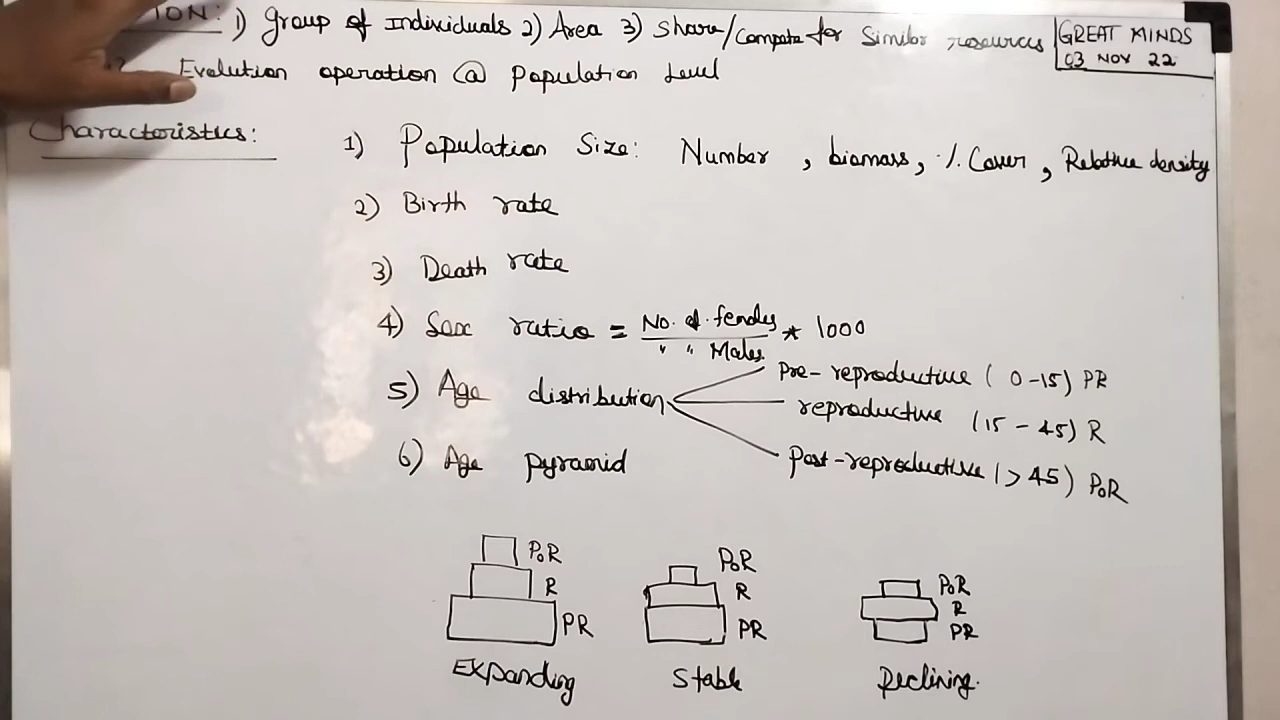 ION: 1) Group of Individuals 2) Area 3) Share/Compete for Similar resources
GREAT MINDS
03 NOV 22
Evolution operation @ Population Level
Characteristics:
1) Population Size: Number, biomass, % Cover, Relative density
2) Birth rate
3) Death rate
4) Sex ratio = No. of females / " " Males * 1000
5) Age distribution
Pre-reproductive (0-15) PR
reproductive (15-45) R
Post-reproductive (>45) PoR
6) Age pyramid
PoR
R
PR
Expanding
PoR
R
PR
Stable
PoR
R
PR
Declining.